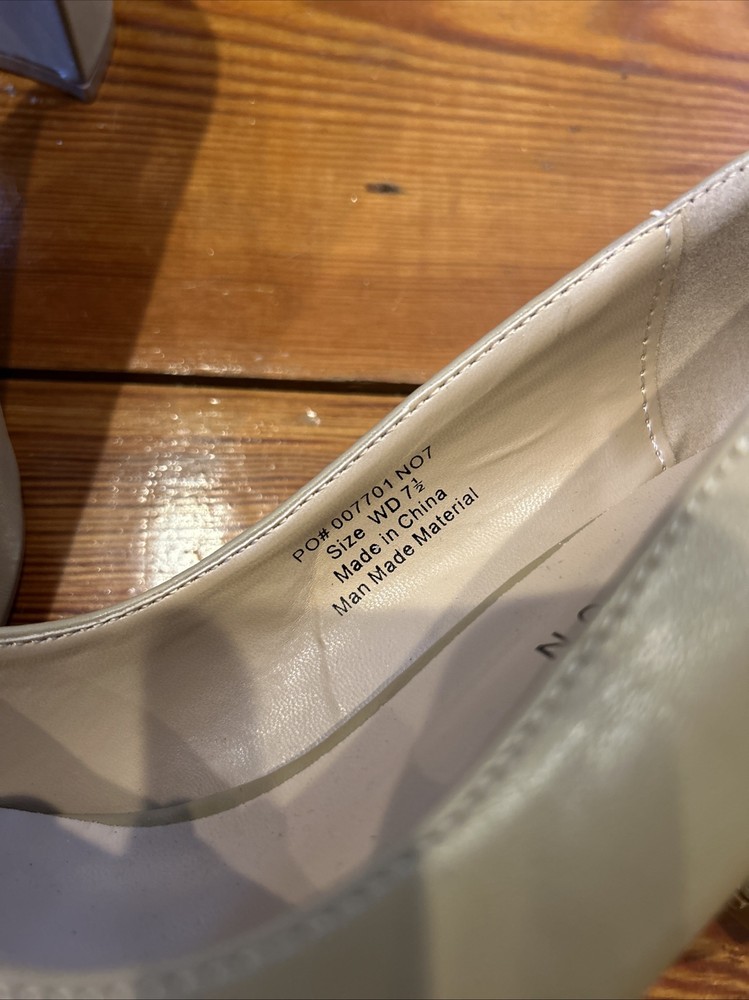 PO# 007701 NO7
Size WD 7½
Made in China
Man Made Material